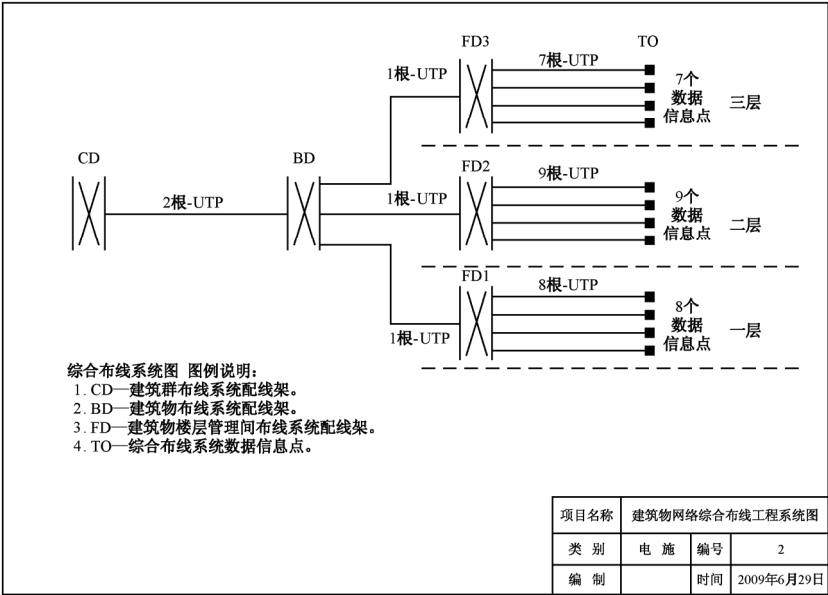 FD3
TO
7根-UTP
1根-UTP
7个
数据
信息点
三层
CD
BD
FD2
9根-UTP
2根-UTP
1根-UTP
9个
数据
信息点
二层
FD1
8根-UTP
1根-UTP
8个
数据
信息点
一层
综合布线系统图 图例说明：
1. CD—建筑群布线系统配线架。
2. BD—建筑物布线系统配线架。
3. FD—建筑物楼层管理间布线系统配线架。
4. TO—综合布线系统数据信息点。
项目名称 建筑物网络综合布线工程系统图
类 别 电 施 编号 2
编 制 时间 2009年6月29日